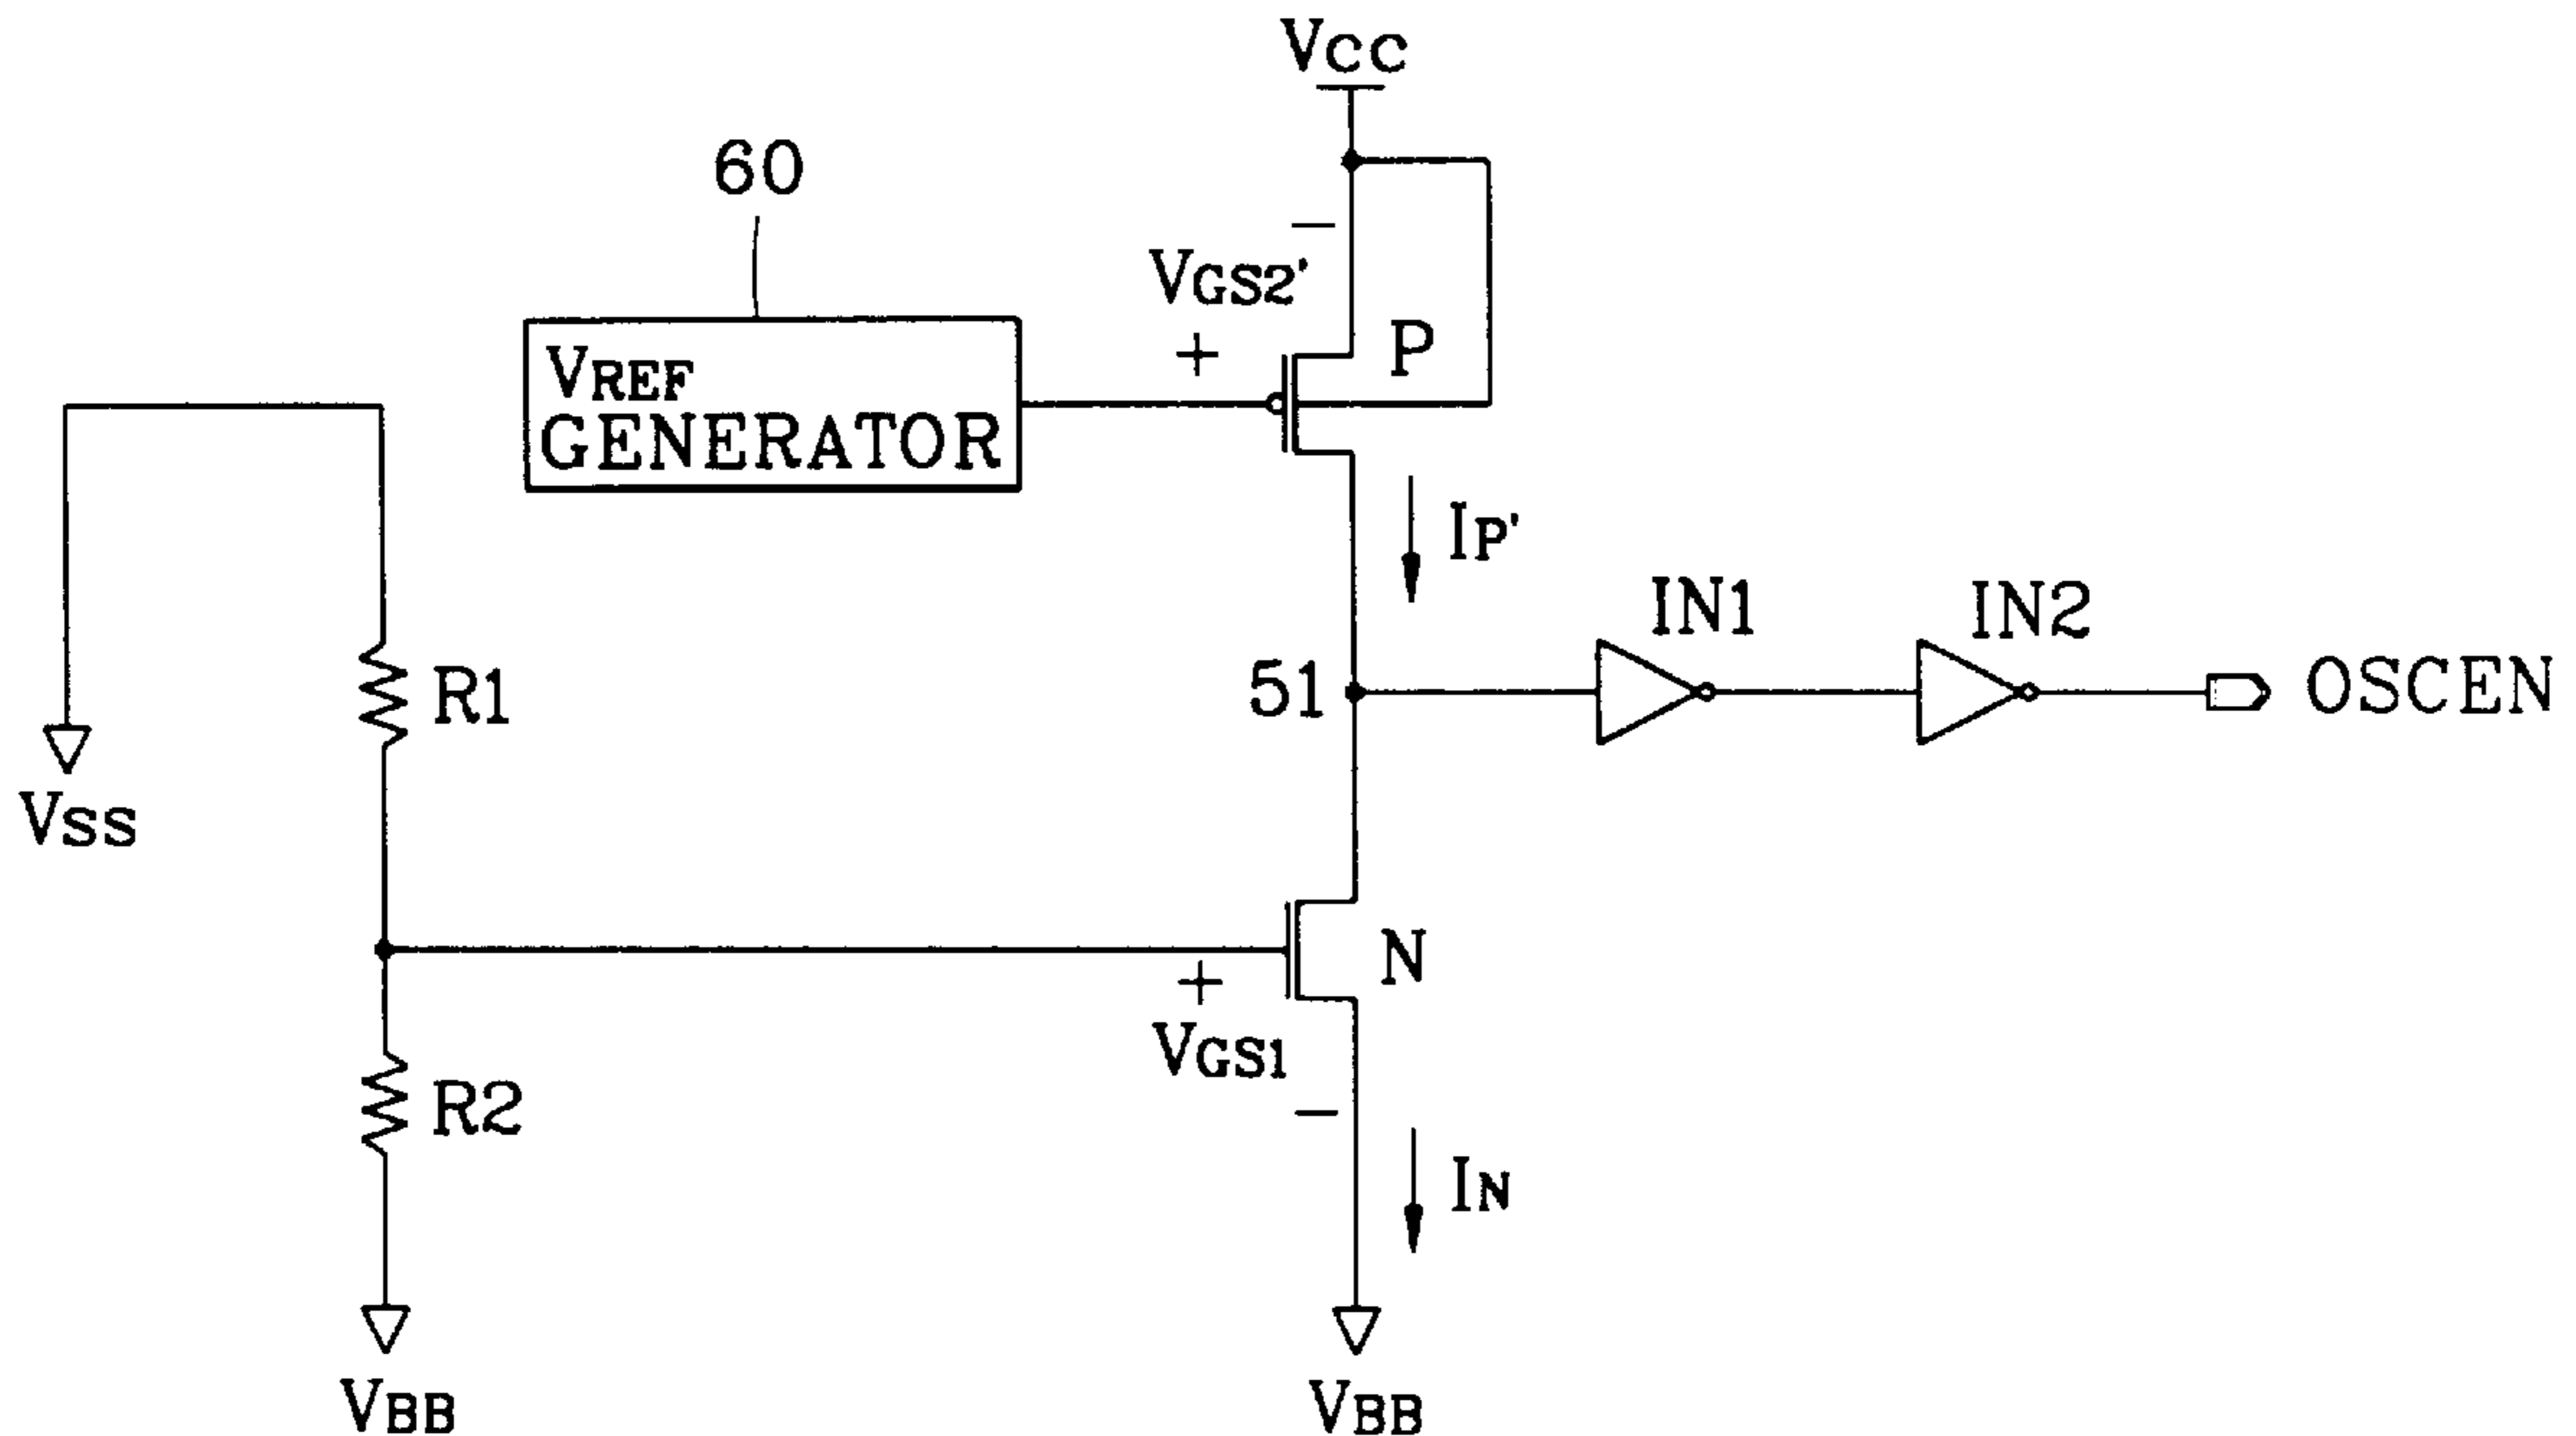 VCC
60
VGS2'
+
−
P
VREF
GENERATOR
IP'
IN1
IN2
R1
51
OSCEN
VSS
N
+
VGS1
−
R2
IN
VBB
VBB